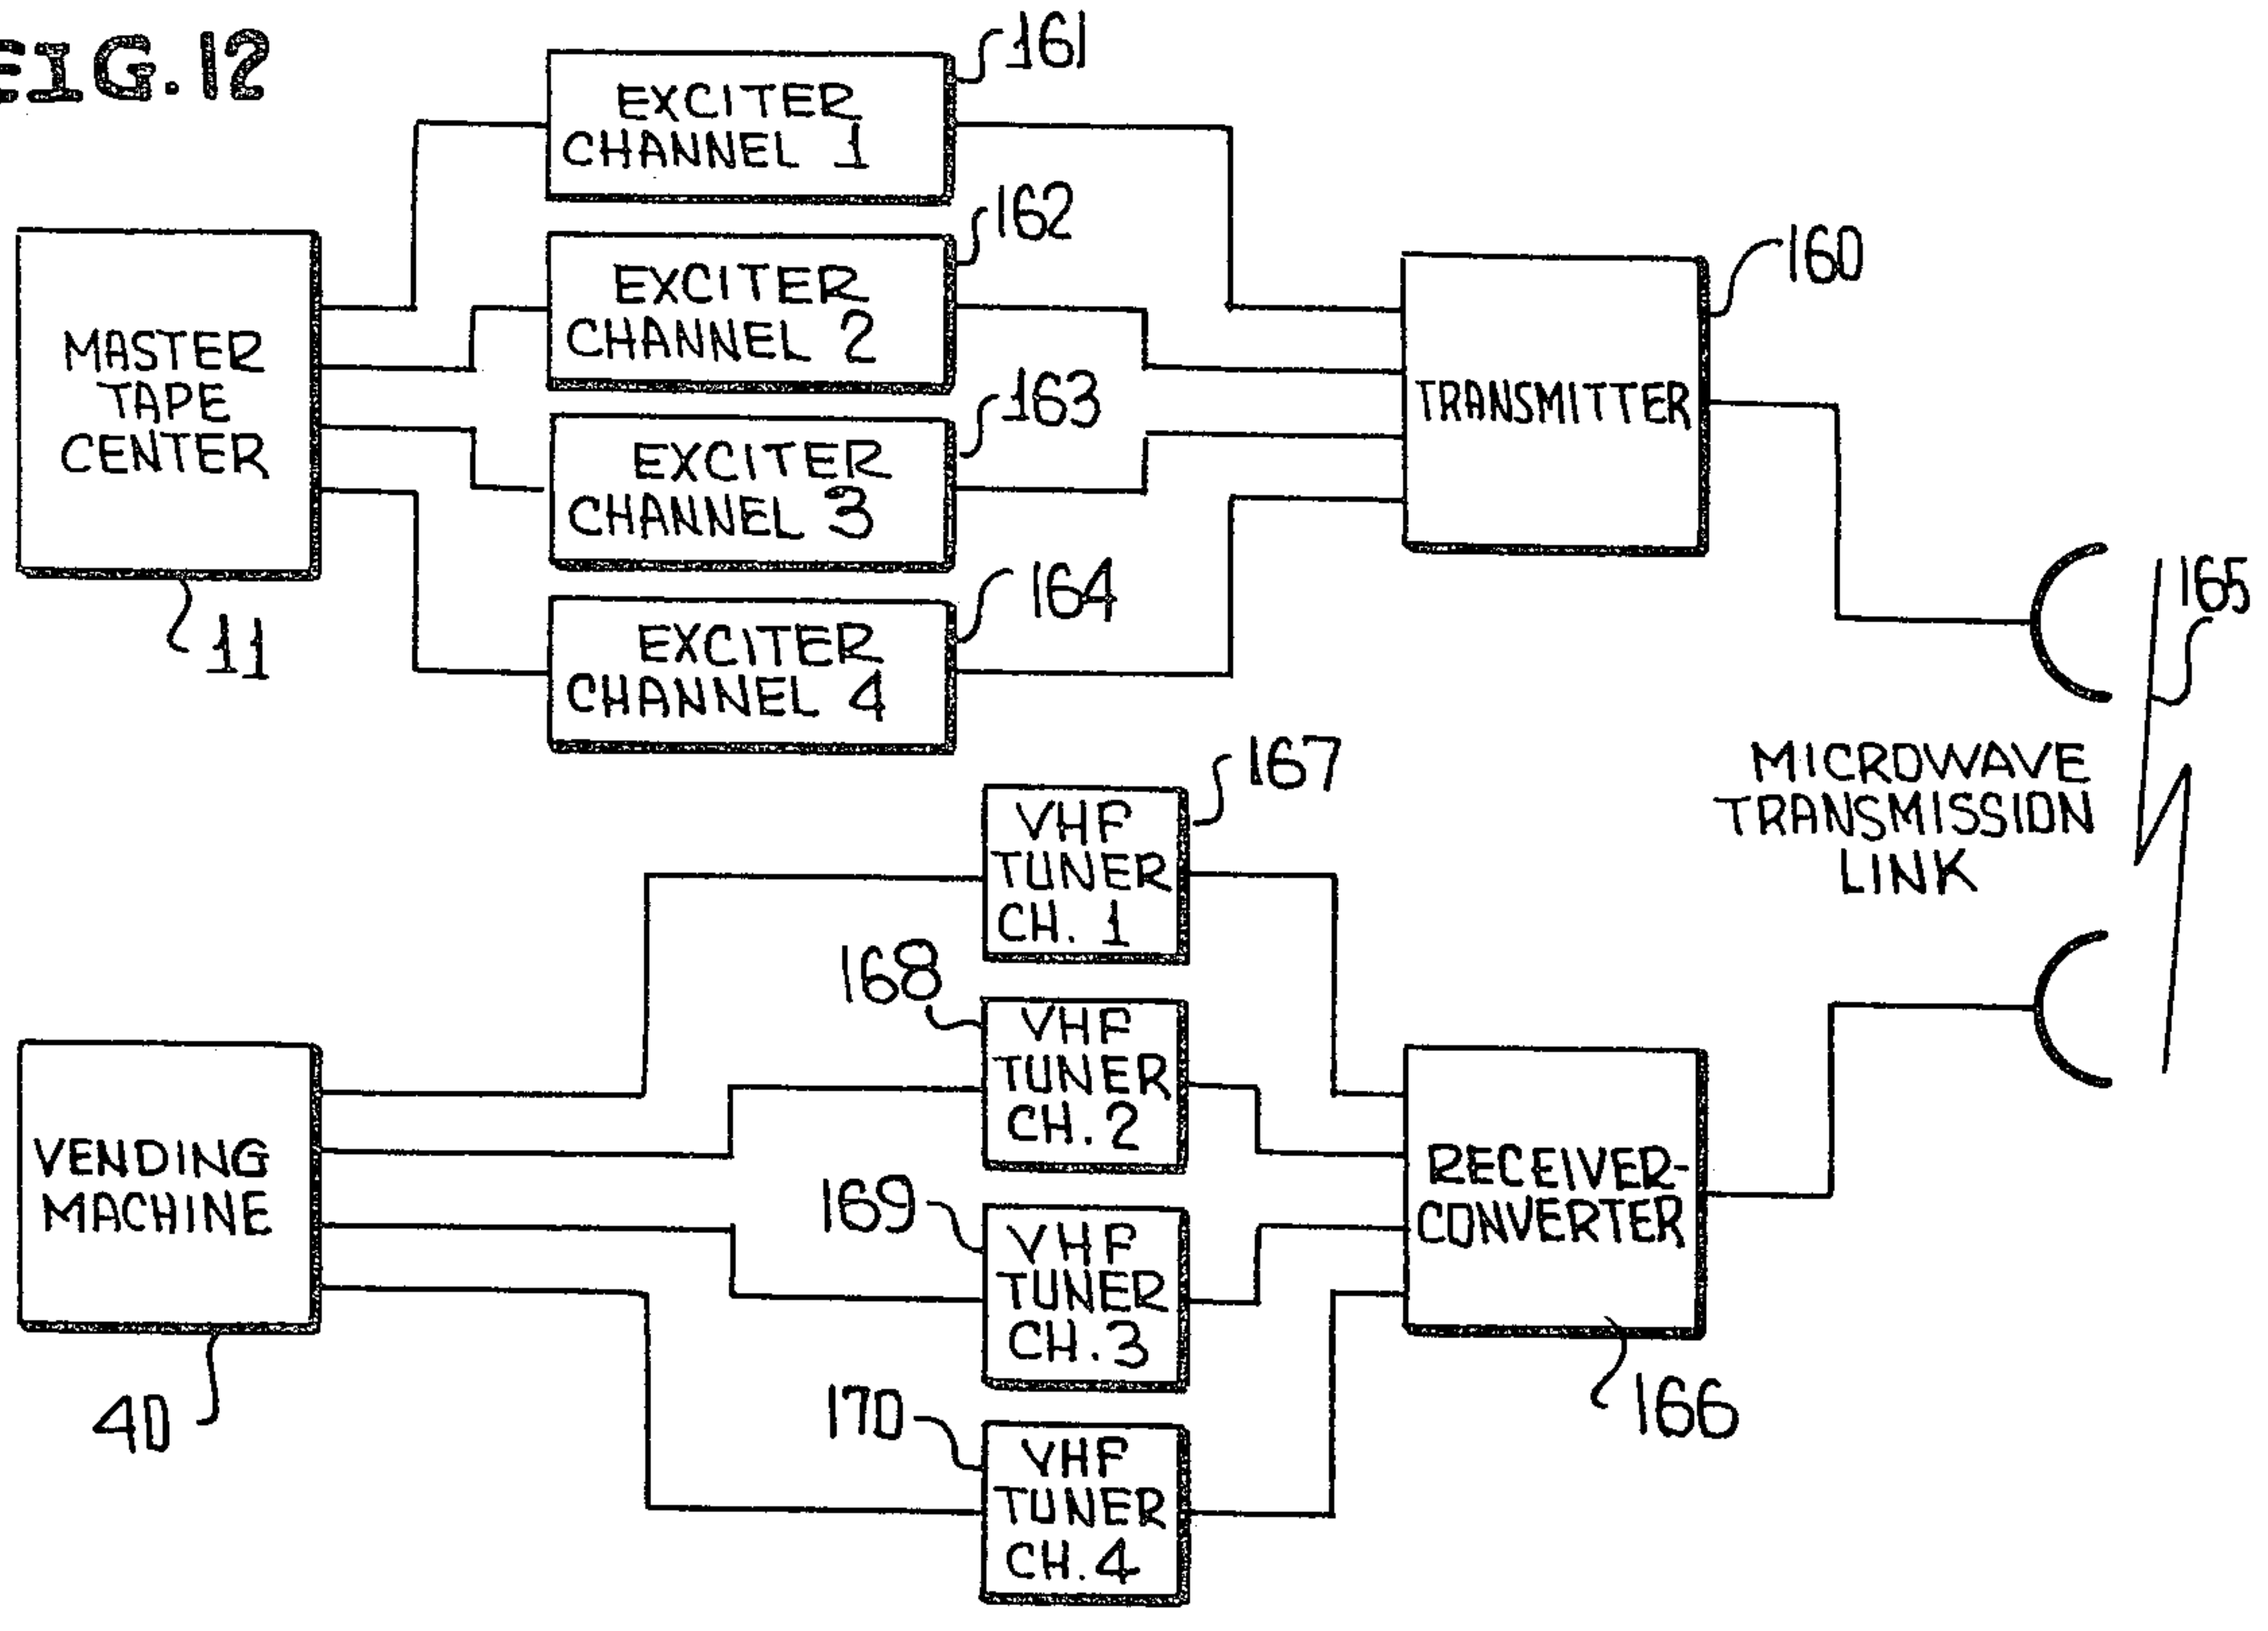 FIG. 12
161
EXCITER
CHANNEL 1
162
EXCITER
CHANNEL 2
160
MASTER
TAPE
CENTER
163
EXCITER
CHANNEL 3
TRANSMITTER
11
164
EXCITER
CHANNEL 4
165
MICROWAVE
TRANSMISSION
LINK
167
VHF
TUNER
CH. 1
168
VHF
TUNER
CH. 2
VENDING
MACHINE
169
VHF
TUNER
CH. 3
RECEIVER-
CONVERTER
40
170
VHF
TUNER
CH. 4
166